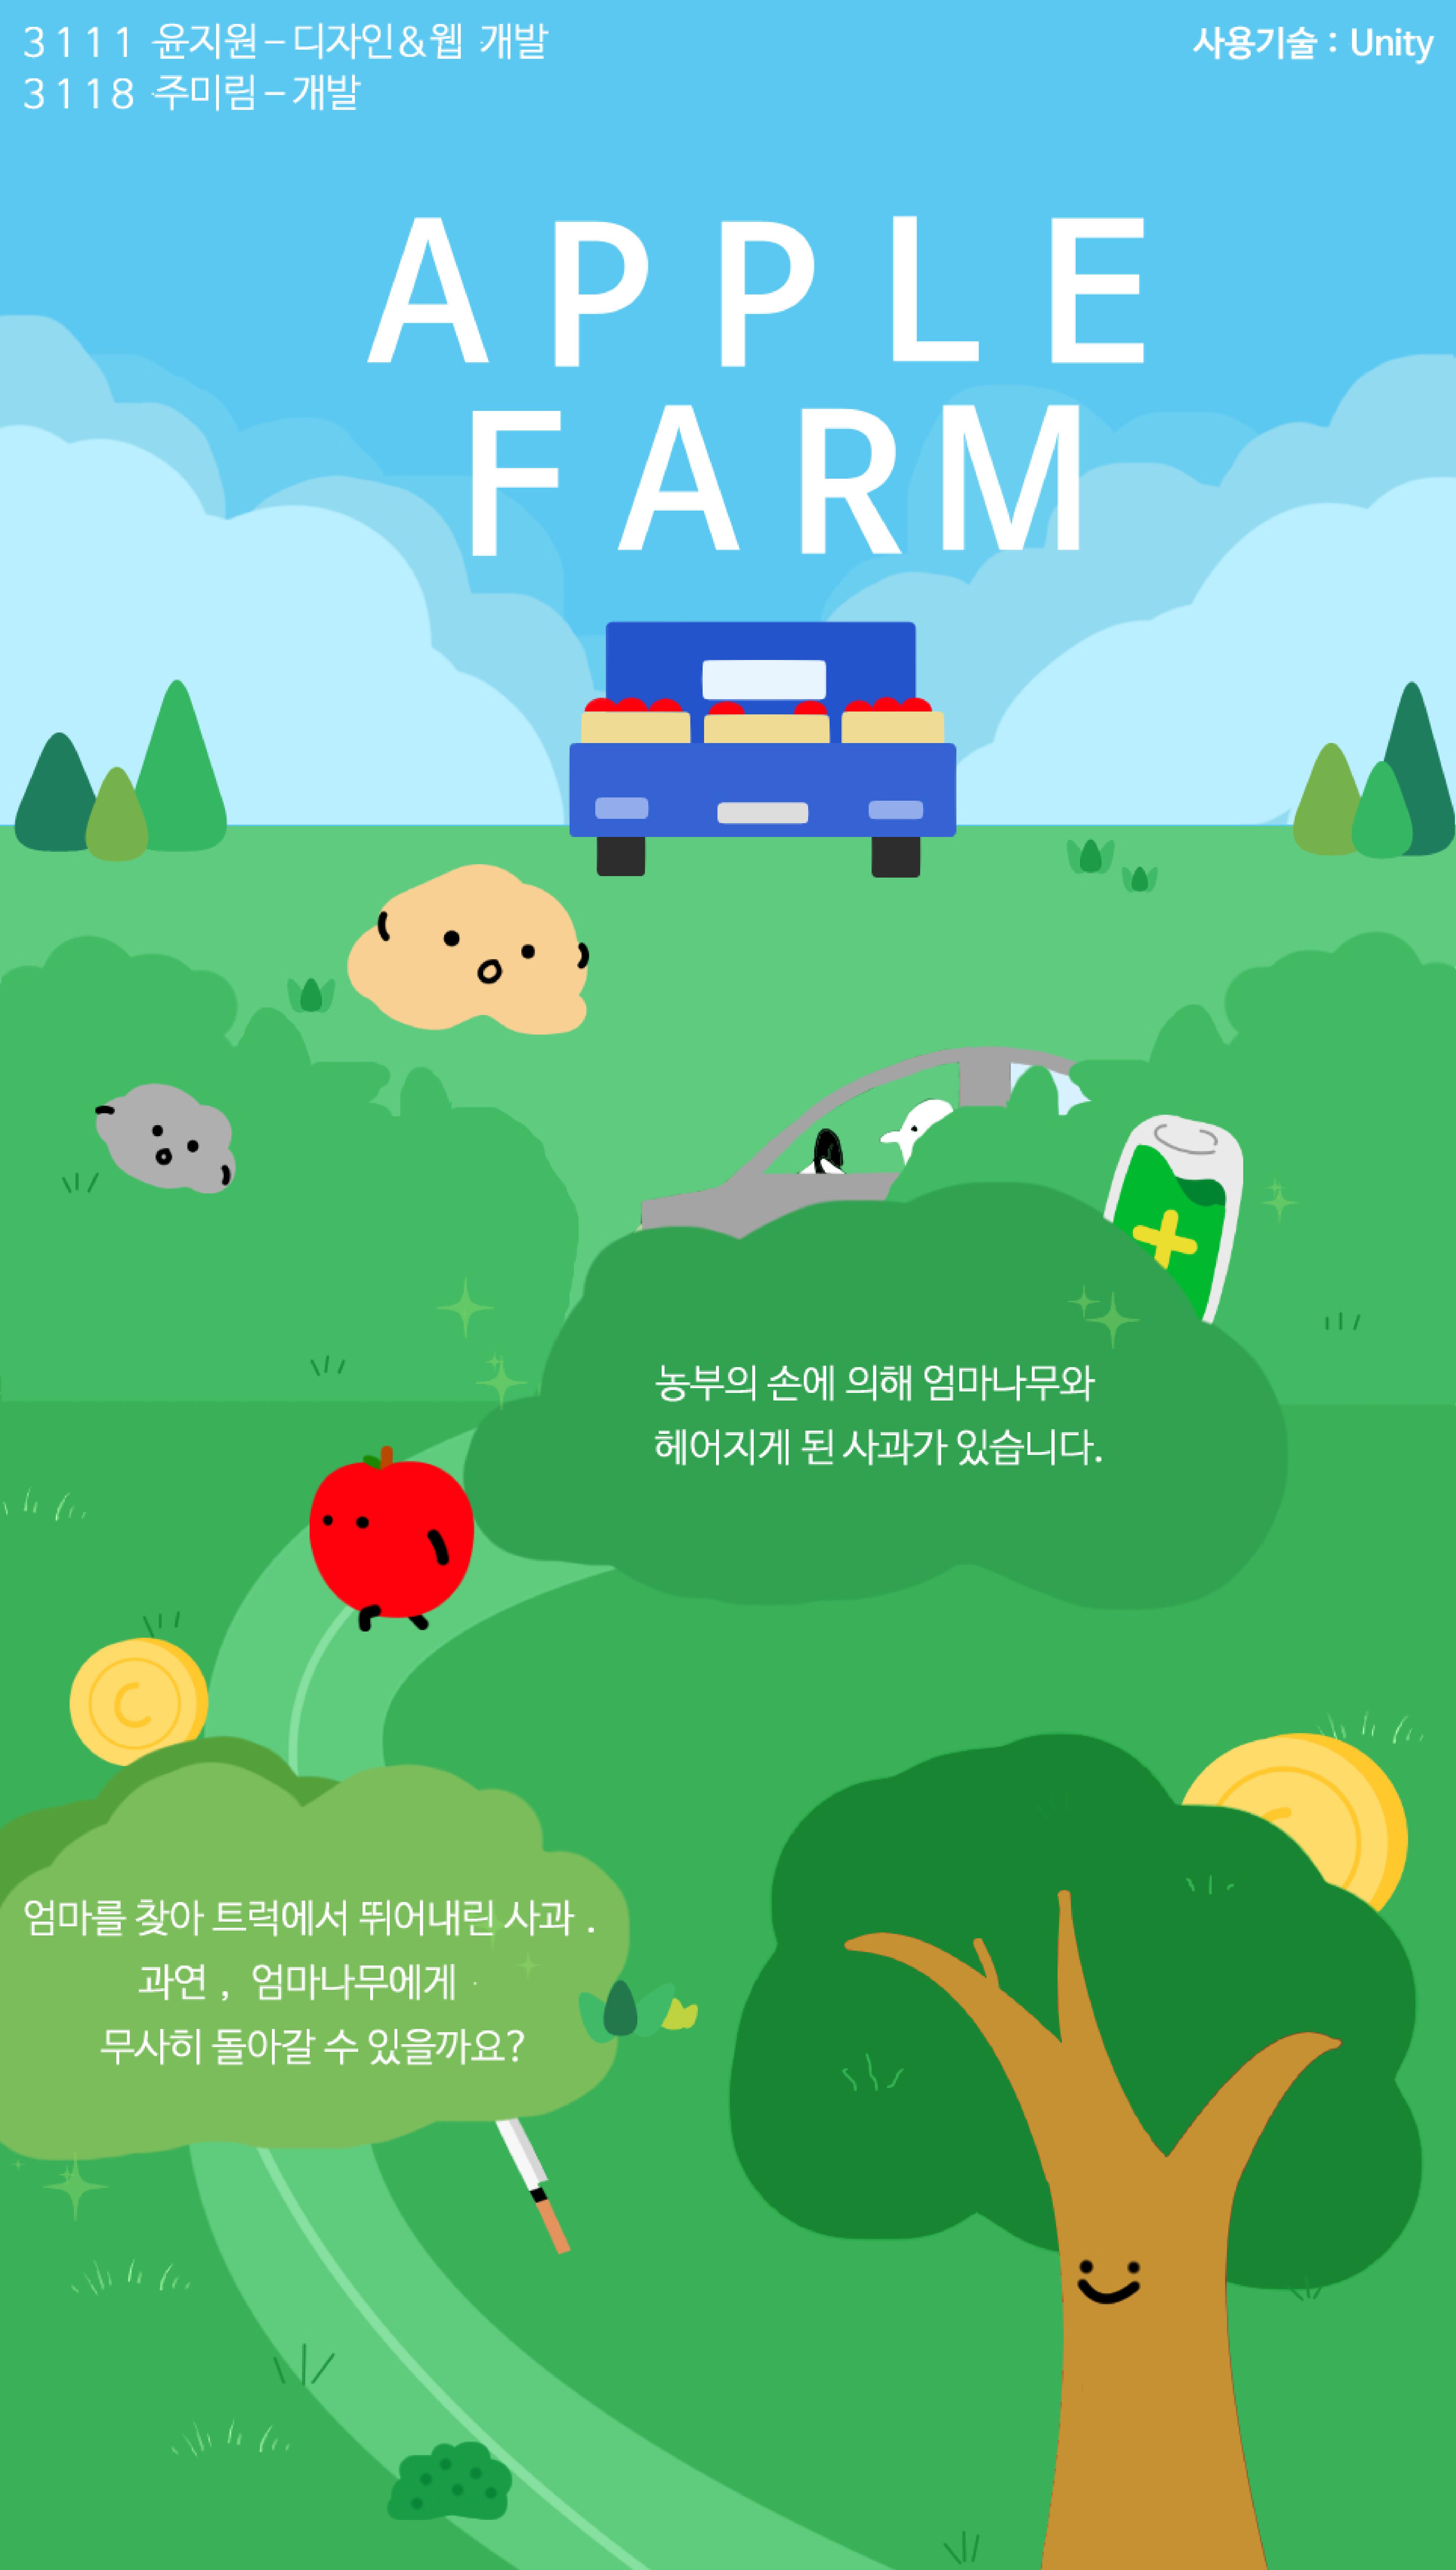 3111 윤지원-디자인&웹 개발
3118 주미림-개발
사용기술 : Unity
APPLE
FARM
농부의 손에 의해 엄마나무와
헤어지게 된 사과가 있습니다.
C
엄마를 찾아 트럭에서 뛰어내린 사과 .
과연 , 엄마나무에게
무사히 돌아갈 수 있을까요?